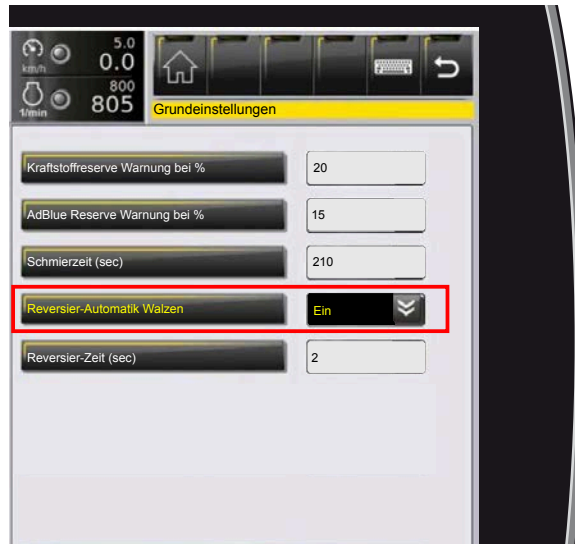 5.0
km/h 0.0
800
1/min 805
Grundeinstellungen
Kraftstoffreserve Warnung bei % 20
AdBlue Reserve Warnung bei % 15
Schmierzeit (sec) 210
Reversier-Automatik Walzen Ein
Reversier-Zeit (sec) 2